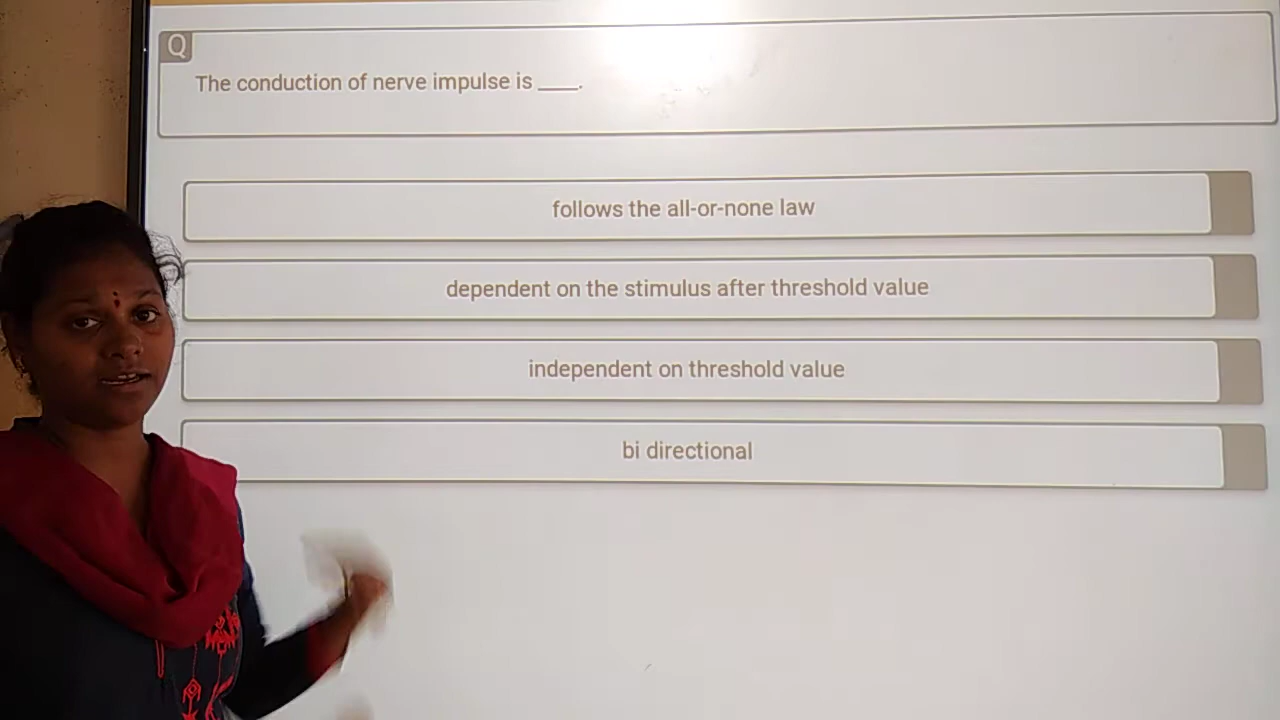 Q
The conduction of nerve impulse is ____.
follows the all-or-none law
dependent on the stimulus after threshold value
independent on threshold value
bi directional